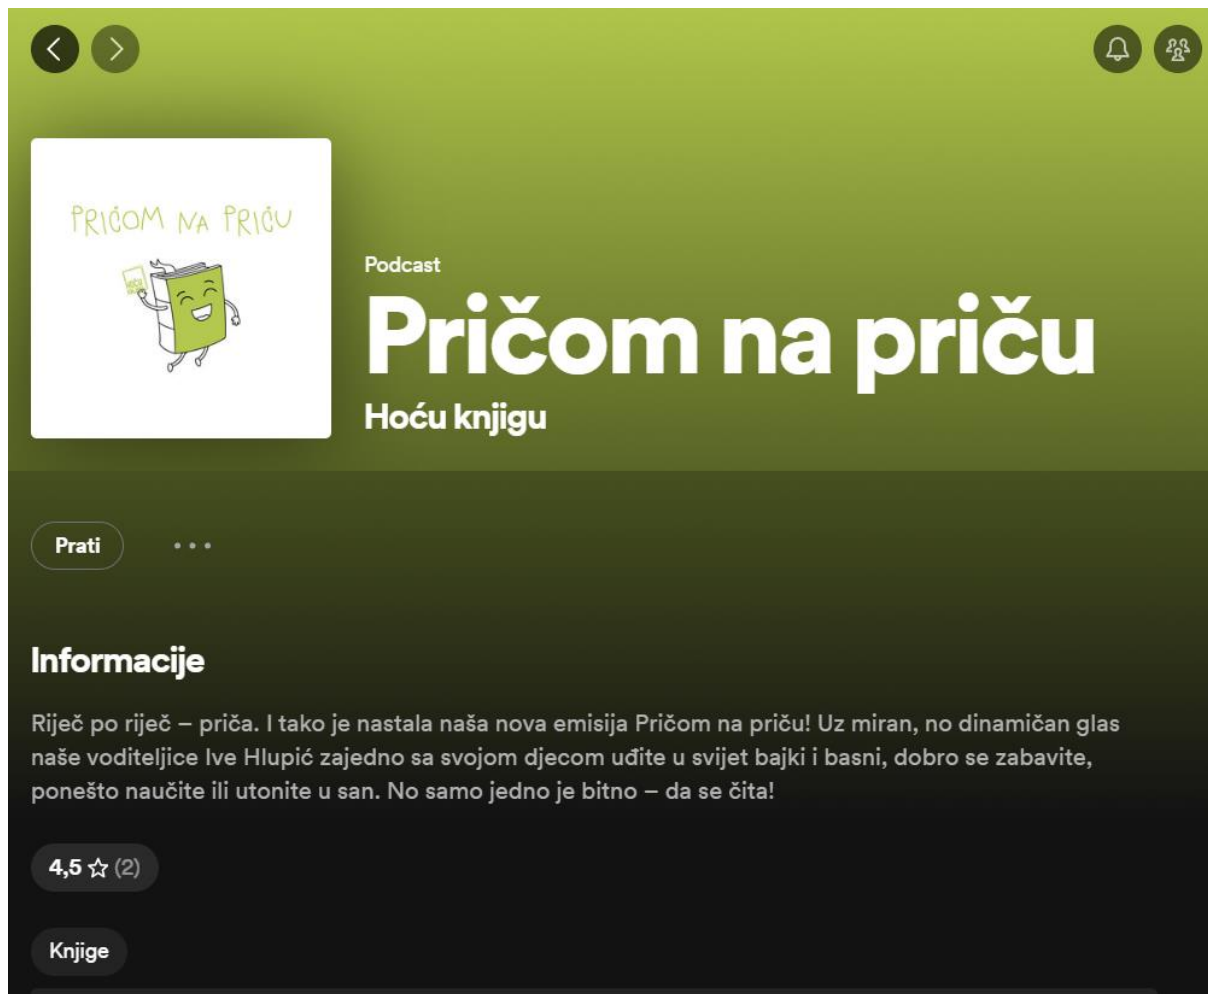 PRIČOM NA PRIČU
Podcast
Pričom na priču
Hoću knjigu
Prati
Informacije
Riječ po riječ – priča. I tako je nastala naša nova emisija Pričom na priču! Uz miran, no dinamičan glas
naše voditeljice Ive Hlupić zajedno sa svojom djecom uđite u svijet bajki i basni, dobro se zabavite,
ponešto naučite ili utonite u san. No samo jedno je bitno – da se čita!
4,5 ☆ (2)
Knjige